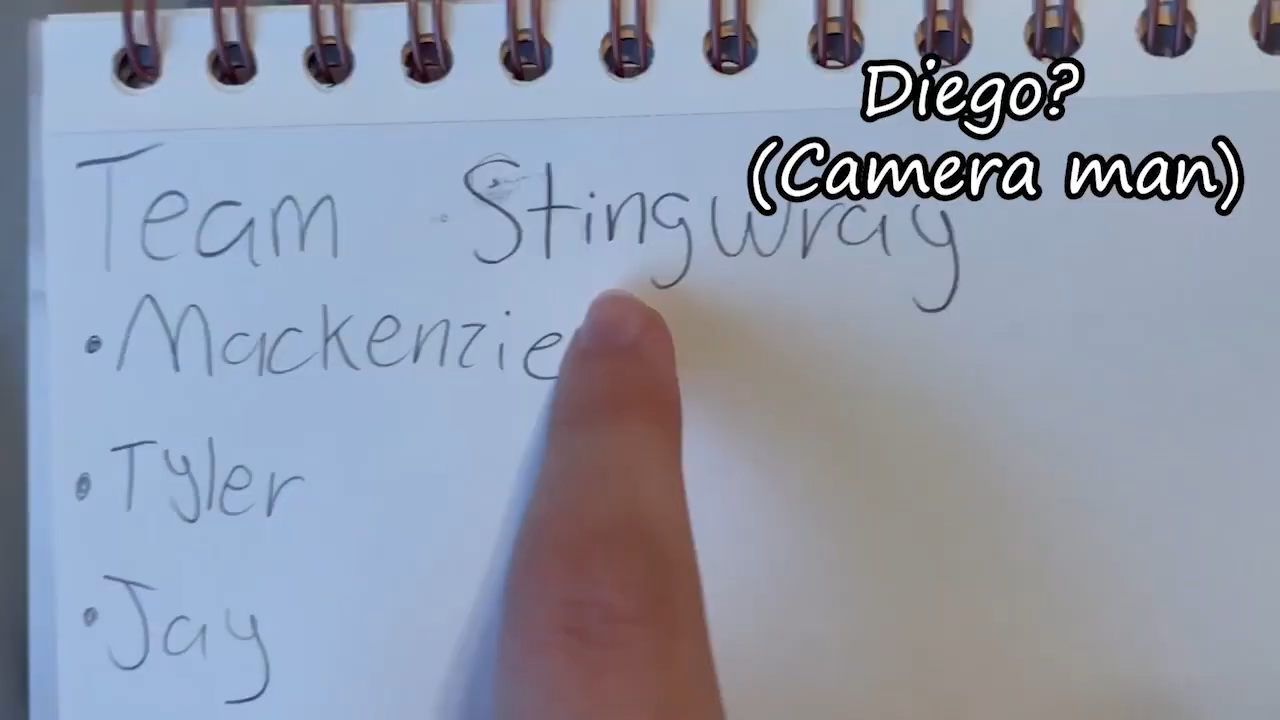 Diego?
(Camera man)
Team Stingwray
•Mackenzie
•Tyler
•Jay